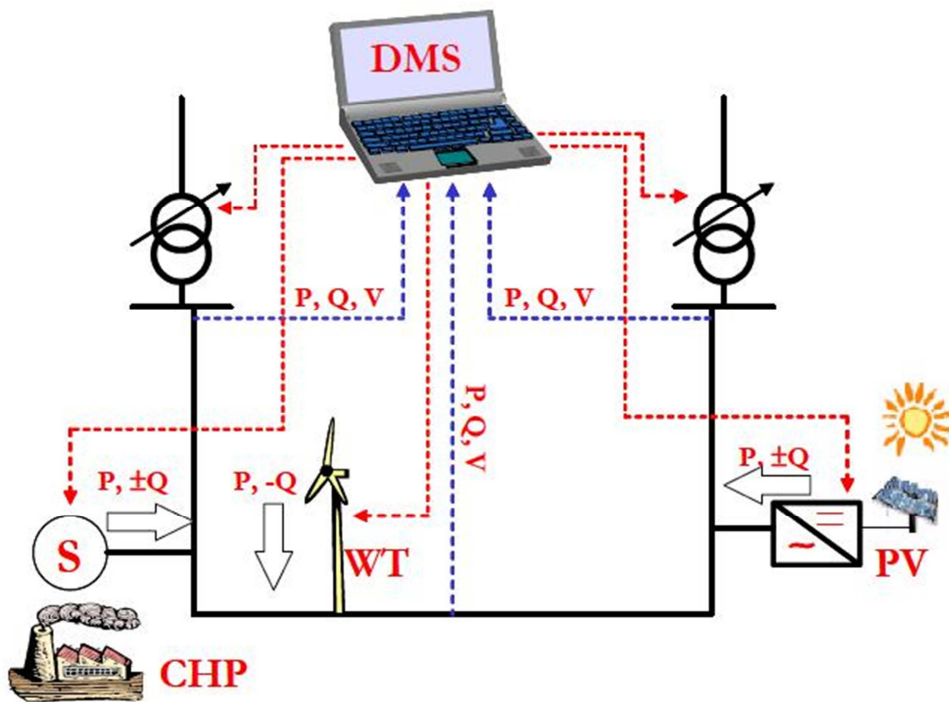 DMS
P, Q, V
P, Q, V
P, Q, V
P, ±Q
P, -Q
P, ±Q
S
WT
~
=
PV
CHP